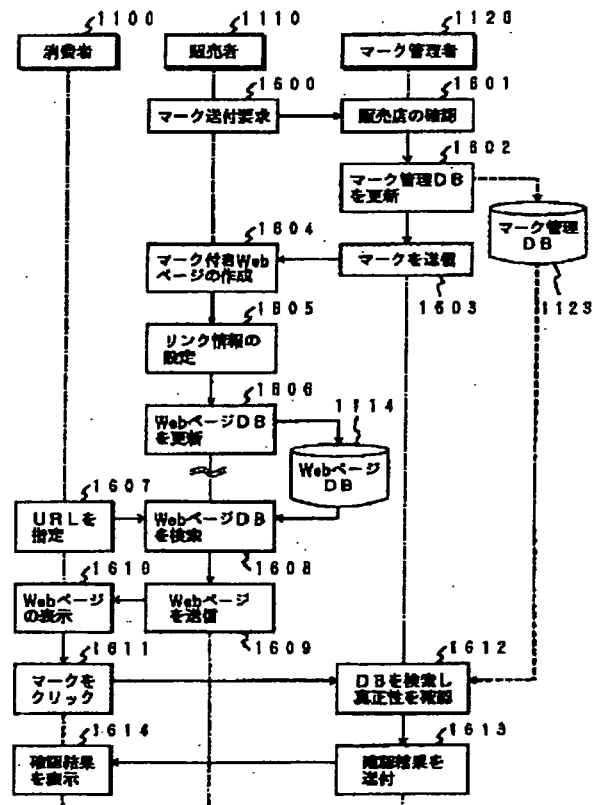 1100
1110
1120
消費者
販売者
マーク管理者
1600
1601
マーク送付要求
販売店の確認
1602
マーク管理DB
を更新
マーク管理
DB
1604
マーク付きWeb
ページの作成
マークを送信
1603
1123
1605
リンク情報の
設定
1606
WebページDB
を更新
1114
Webページ
DB
1607
URLを
指定
WebページDB
を検索
1608
1610
Webページ
の表示
Webページ
を送信
1609
1611
マークを
クリック
1612
DBを検索し
真正性を確認
1614
確認結果
を表示
1613
確認結果を
送付